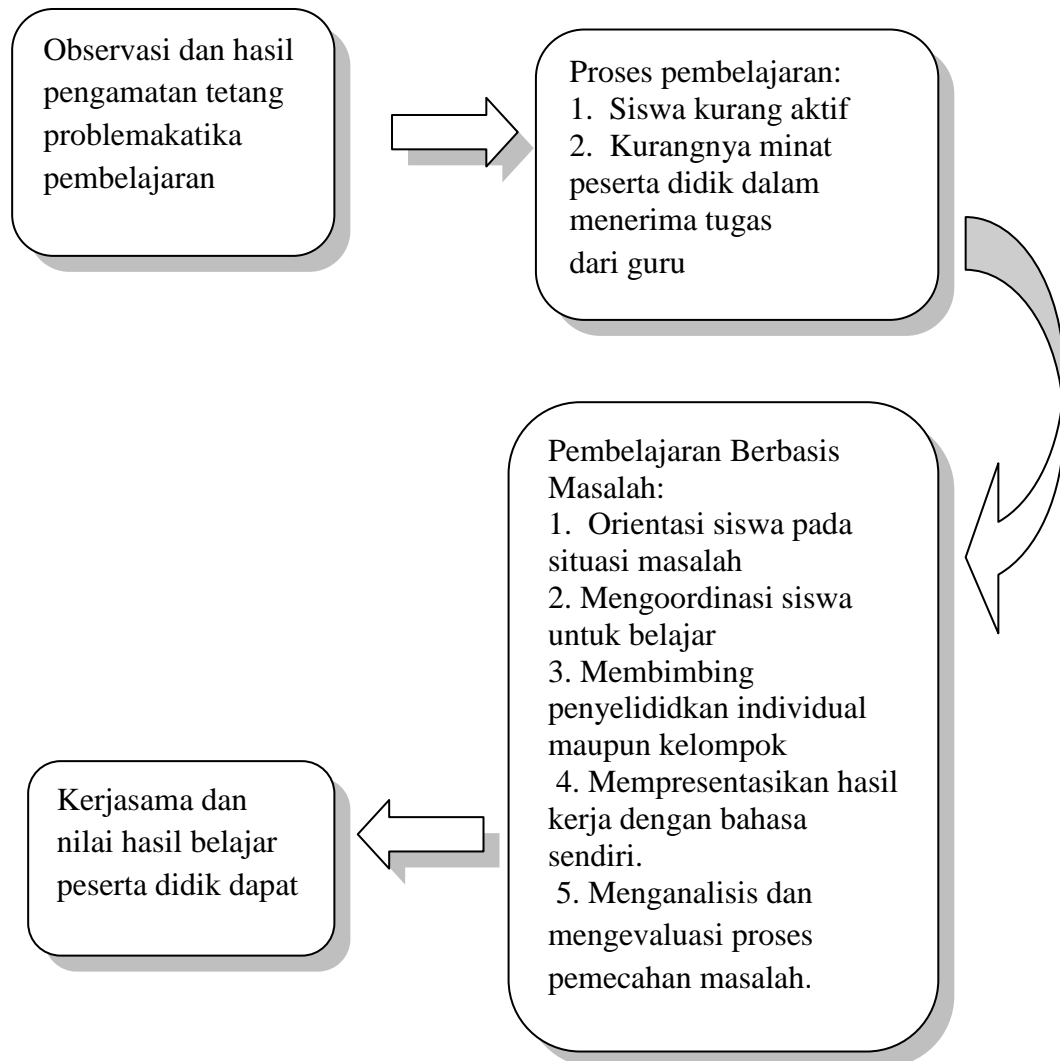 Observasi dan hasil
pengamatan tetang
problemakatika
pembelajaran
Proses pembelajaran:
1. Siswa kurang aktif
2. Kurangnya minat
peserta didik dalam
menerima tugas
dari guru
Pembelajaran Berbasis
Masalah:
1. Orientasi siswa pada
situasi masalah
2. Mengoordinasi siswa
untuk belajar
3. Membimbing
penyelididkan individual
maupun kelompok
4. Mempresentasikan hasil
kerja dengan bahasa
sendiri.
5. Menganalisis dan
mengevaluasi proses
pemecahan masalah.
Kerjasama dan
nilai hasil belajar
peserta didik dapat